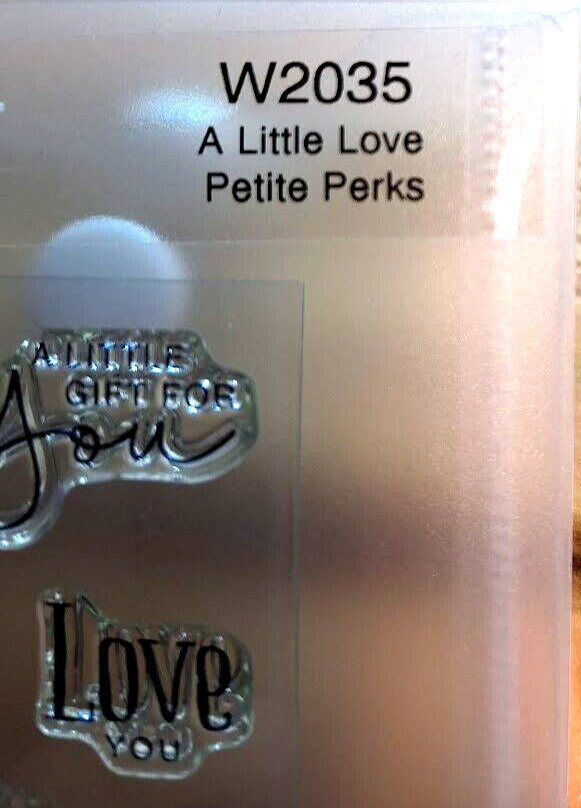 W2035
A Little Love
Petite Perks
A LITTLE
GIFT FOR
You
Love
YOU